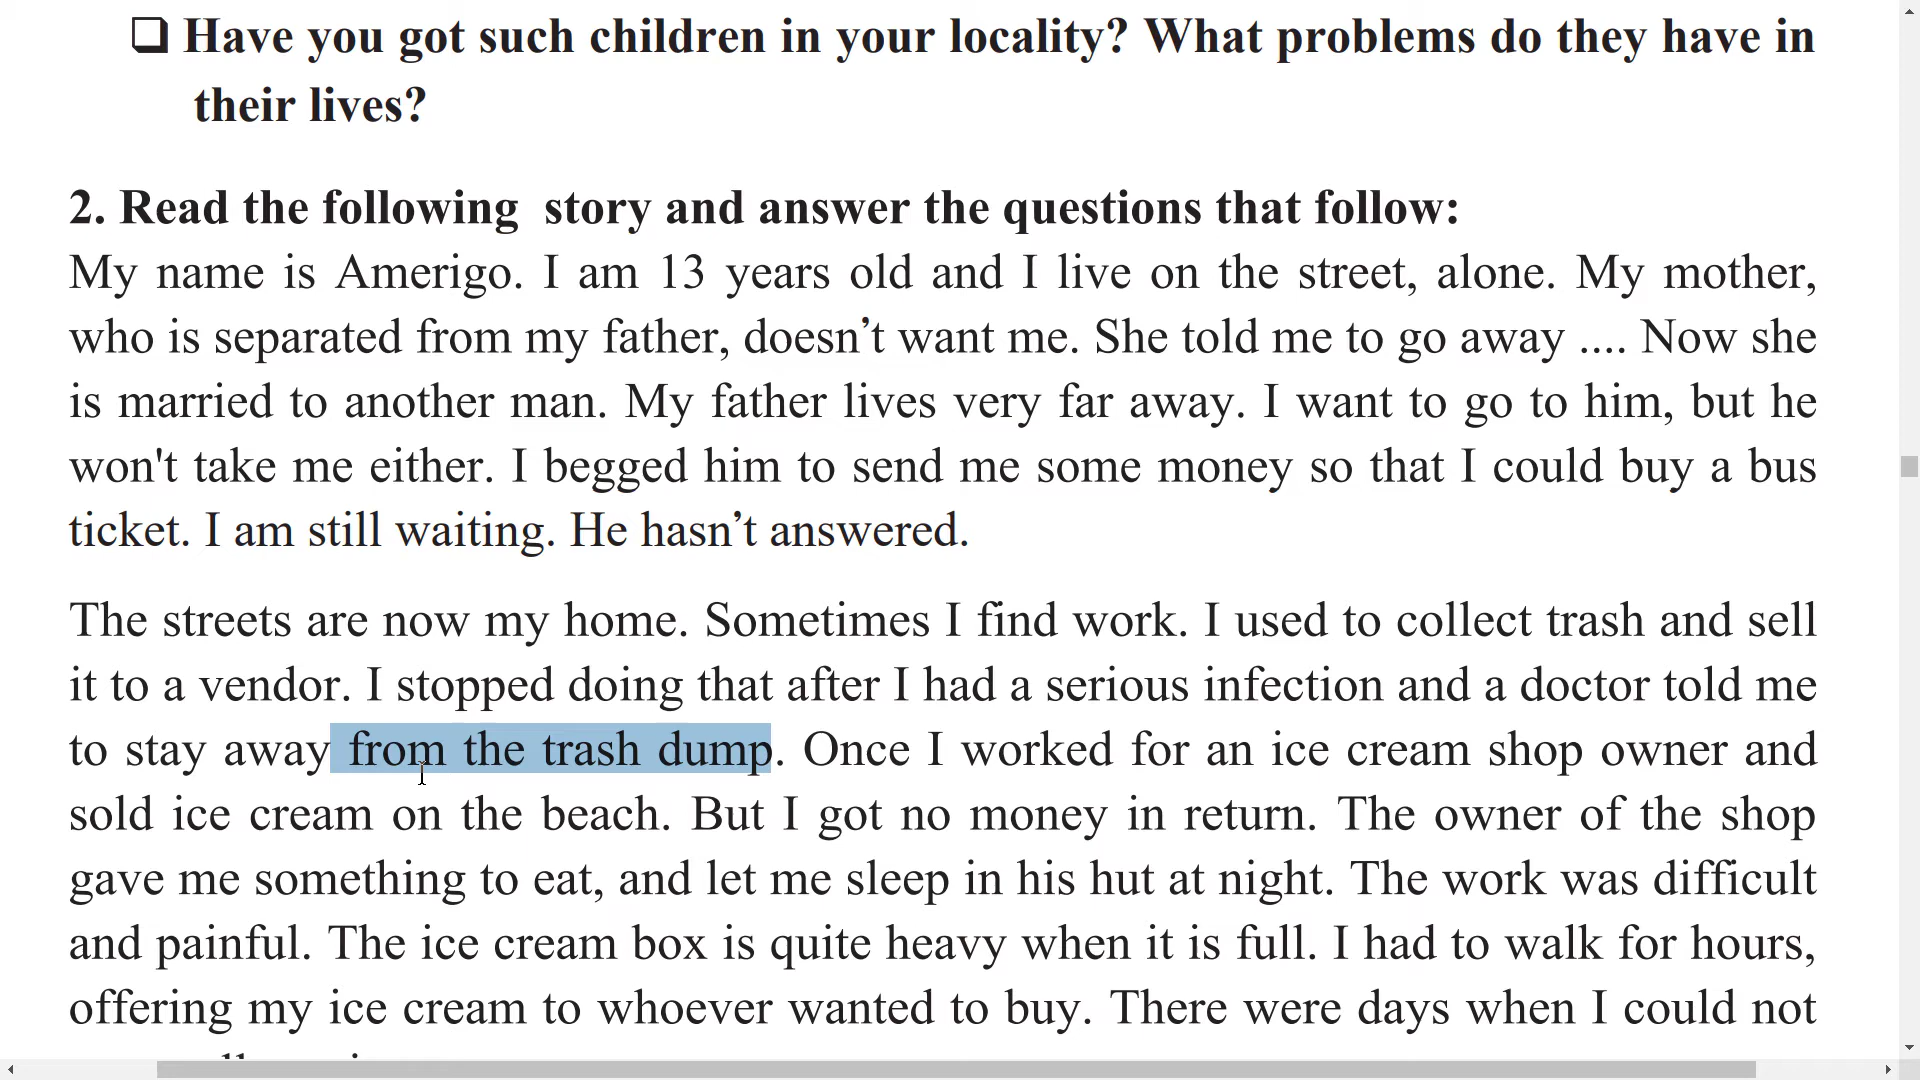 ❑ Have you got such children in your locality? What problems do they have in
their lives?
2. Read the following story and answer the questions that follow:
My name is Amerigo. I am 13 years old and I live on the street, alone. My mother,
who is separated from my father, doesn’t want me. She told me to go away .... Now she
is married to another man. My father lives very far away. I want to go to him, but he
won't take me either. I begged him to send me some money so that I could buy a bus
ticket. I am still waiting. He hasn’t answered.
The streets are now my home. Sometimes I find work. I used to collect trash and sell
it to a vendor. I stopped doing that after I had a serious infection and a doctor told me
to stay away from the trash dump. Once I worked for an ice cream shop owner and
sold ice cream on the beach. But I got no money in return. The owner of the shop
gave me something to eat, and let me sleep in his hut at night. The work was difficult
and painful. The ice cream box is quite heavy when it is full. I had to walk for hours,
offering my ice cream to whoever wanted to buy. There were days when I could not